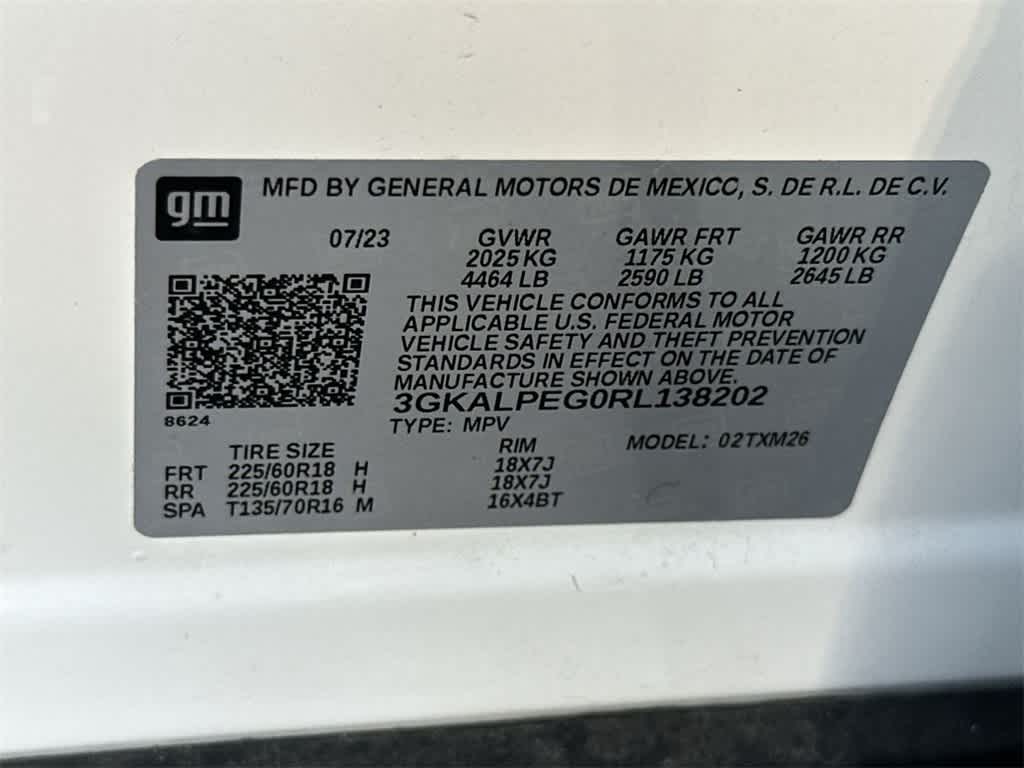 gm MFD BY GENERAL MOTORS DE MEXICO, S. DE R.L. DE C.V.
07/23 GVWR GAWR FRT GAWR RR
2025 KG 1175 KG 1200 KG
4464 LB 2590 LB 2645 LB
THIS VEHICLE CONFORMS TO ALL
APPLICABLE U.S. FEDERAL MOTOR
VEHICLE SAFETY AND THEFT PREVENTION
STANDARDS IN EFFECT ON THE DATE OF
MANUFACTURE SHOWN ABOVE.
3GKALPEG0RL138202
8624
TYPE: MPV MODEL: 02TXM26
TIRE SIZE RIM
FRT 225/60R18 H 18X7J
RR 225/60R18 H 18X7J
SPA T135/70R16 M 16X4BT